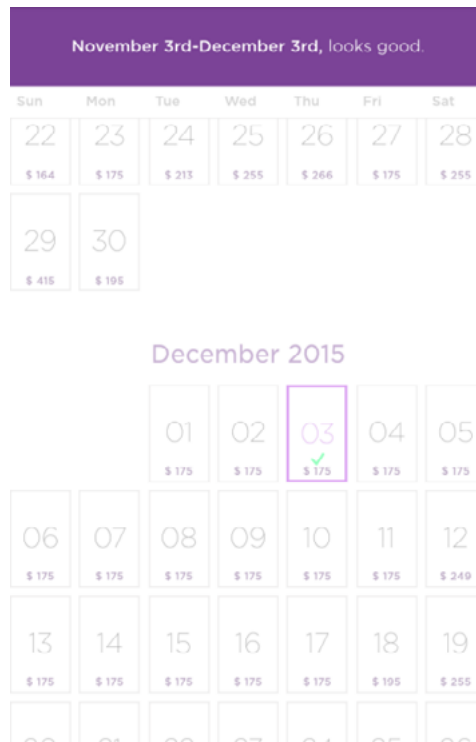 November 3rd-December 3rd, looks good.
Sun Mon Tue Wed Thu Fri Sat
22 23 24 25 26 27 28
$ 164 $ 175 $ 213 $ 255 $ 266 $ 175 $ 255
29 30
$ 415 $ 195
December 2015
01 02 03 04 05
$ 175 $ 175 $ 175 $ 175 $ 175
06 07 08 09 10 11 12
$ 175 $ 175 $ 175 $ 175 $ 175 $ 175 $ 249
13 14 15 16 17 18 19
$ 175 $ 175 $ 175 $ 175 $ 175 $ 195 $ 255